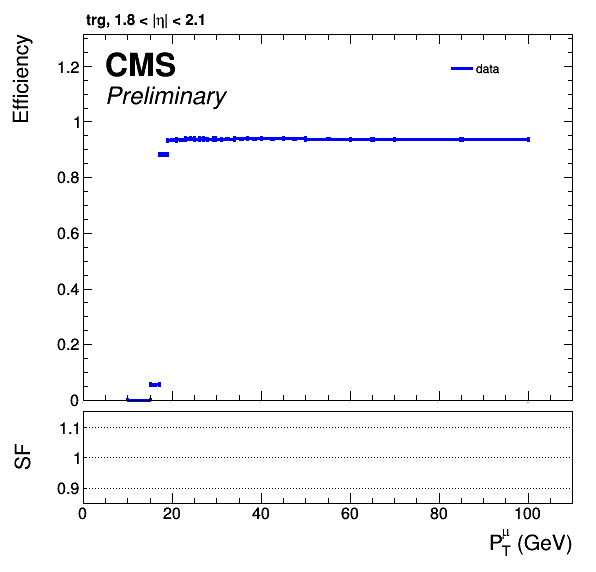 trg, 1.8 < |η| < 2.1
CMS
Preliminary
data
Efficiency
1.2
1
0.8
0.6
0.4
0.2
0
SF
1.1
1
0.9
0 20 40 60 80 100
P_T^μ (GeV)